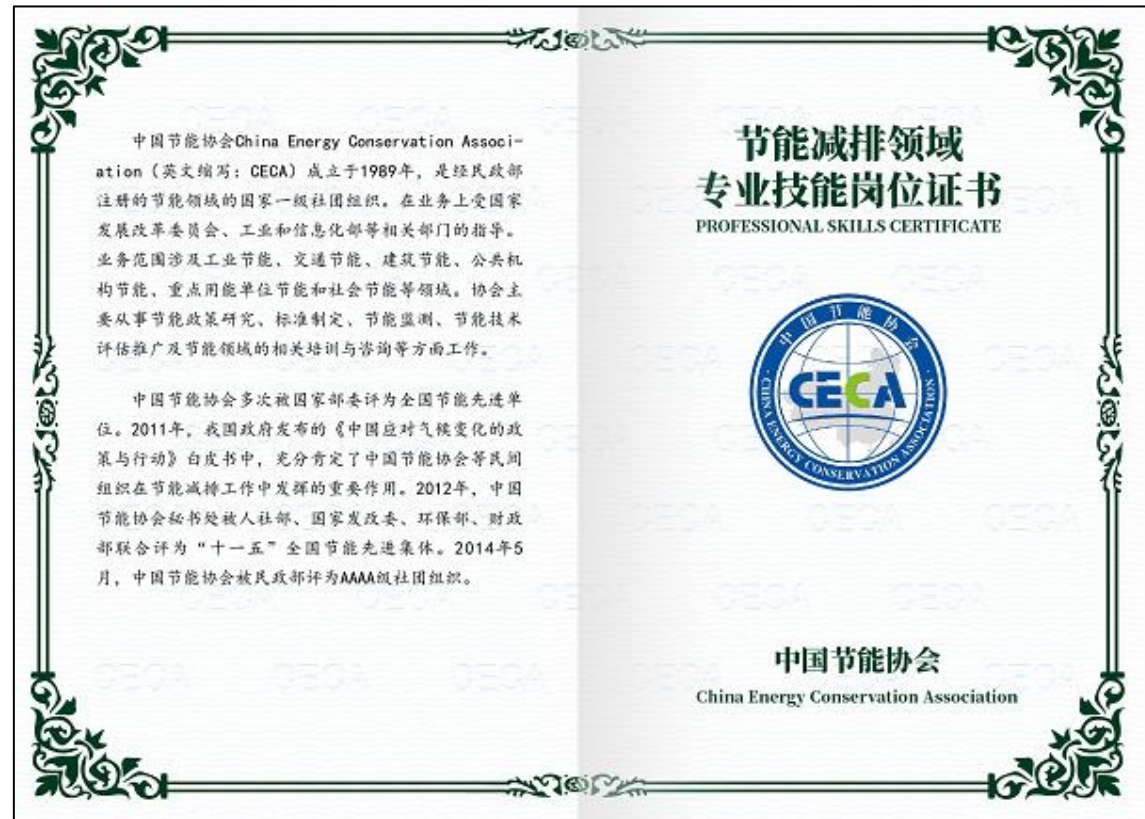 中国节能协会China Energy Conservation Associ-
ation（英文缩写：CECA）成立于1989年，是经民政部
注册的节能领域的国家一级社团组织。在业务上受国家
发展改革委员会、工业和信息化部等相关部门的指导。
业务范围涉及工业节能、交通节能、建筑节能、公共机
构节能、重点用能单位节能和社会节能等领域。协会主
要从事节能政策研究、标准制定、节能监测、节能技术
评估推广及节能领域的相关培训与咨询等方面工作。
中国节能协会多次被国家部委评为全国节能先进单
位。2011年，我国政府发布的《中国应对气候变化的政
策与行动》白皮书中，充分肯定了中国节能协会等民间
组织在节能减排工作中发挥的重要作用。2012年，中国
节能协会秘书处被人社部、国家发改委、环保部、财政
部联合评为“十一五”全国节能先进集体。2014年5
月，中国节能协会被民政部评为AAAA级社团组织。
节能减排领域
专业技能岗位证书
PROFESSIONAL SKILLS CERTIFICATE
中国节能协会
CECA
CHINA ENERGY CONSERVATION ASSOCIATION
中国节能协会
China Energy Conservation Association